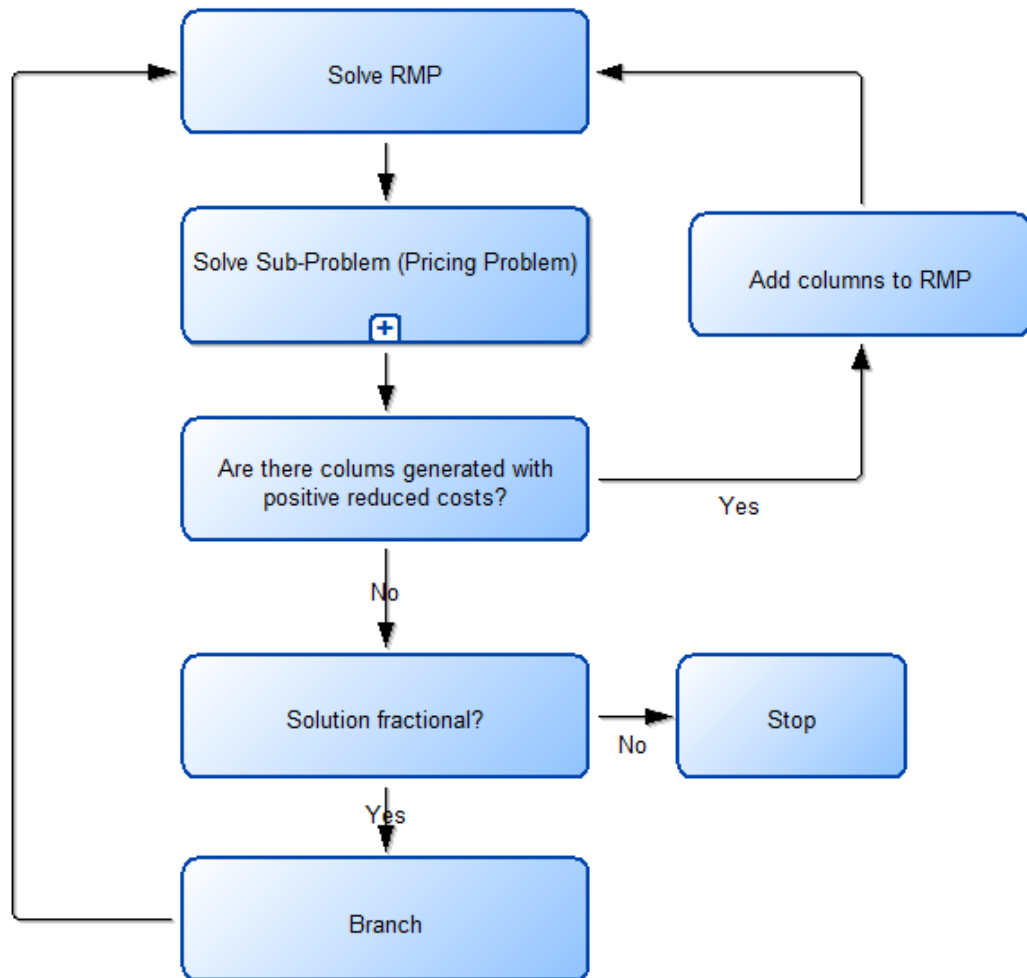 Solve RMP
Solve Sub-Problem (Pricing Problem)
Add columns to RMP
Are there colums generated with
positive reduced costs?
Yes
No
Solution fractional?
No
Stop
Yes
Branch